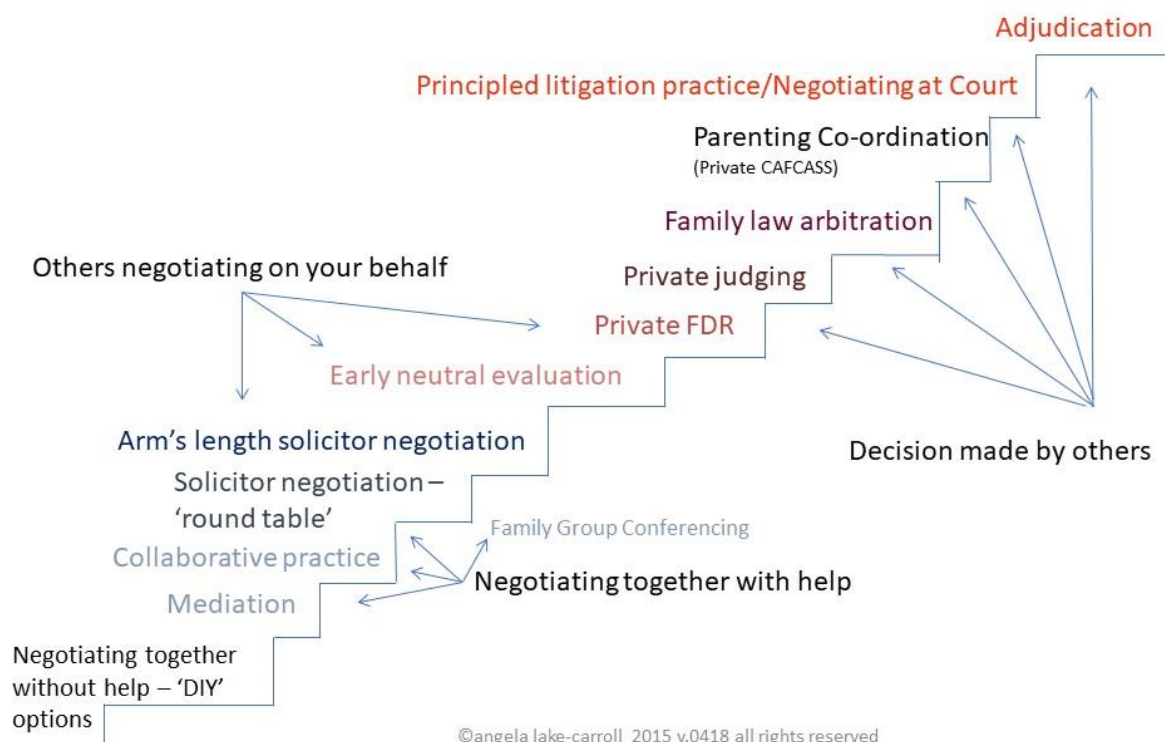 Adjudication
Principled litigation practice/Negotiating at Court
Parenting Co-ordination
(Private CAFCASS)
Family law arbitration
Others negotiating on your behalf
Private judging
Private FDR
Early neutral evaluation
Arm’s length solicitor negotiation
Decision made by others
Solicitor negotiation –
‘round table’
Family Group Conferencing
Collaborative practice
Negotiating together with help
Mediation
Negotiating together
without help – ‘DIY’
options
©angela lake-carroll 2015 v.0418 all rights reserved